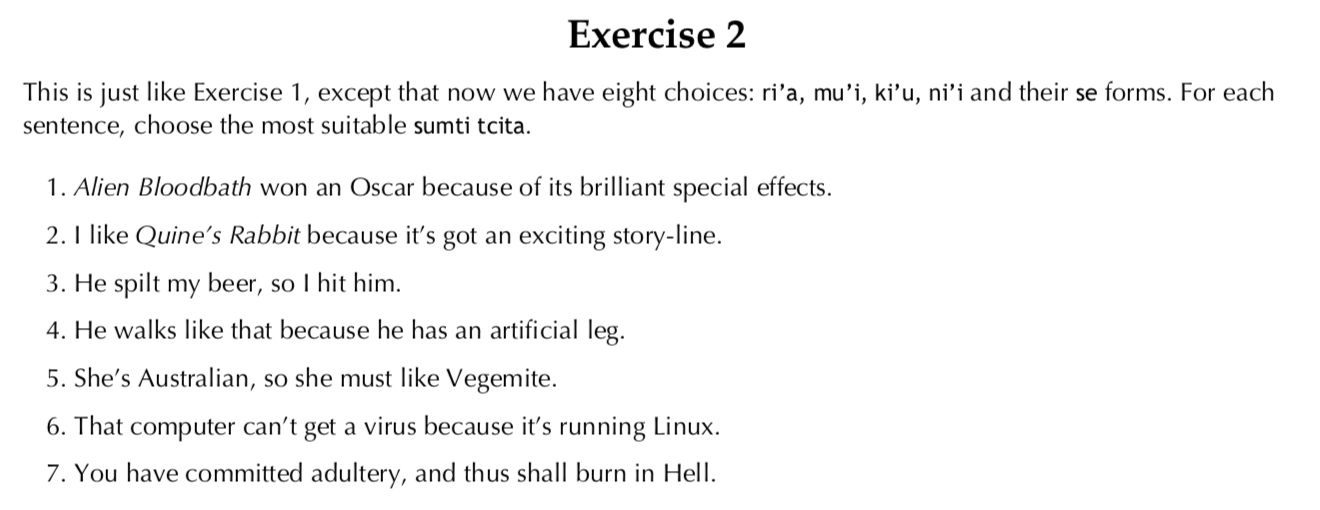 Exercise 2
This is just like Exercise 1, except that now we have eight choices: ri’a, mu’i, ki’u, ni’i and their se forms. For each
sentence, choose the most suitable sumti tcita.
1. Alien Bloodbath won an Oscar because of its brilliant special effects.
2. I like Quine’s Rabbit because it’s got an exciting story-line.
3. He spilt my beer, so I hit him.
4. He walks like that because he has an artificial leg.
5. She’s Australian, so she must like Vegemite.
6. That computer can’t get a virus because it’s running Linux.
7. You have committed adultery, and thus shall burn in Hell.